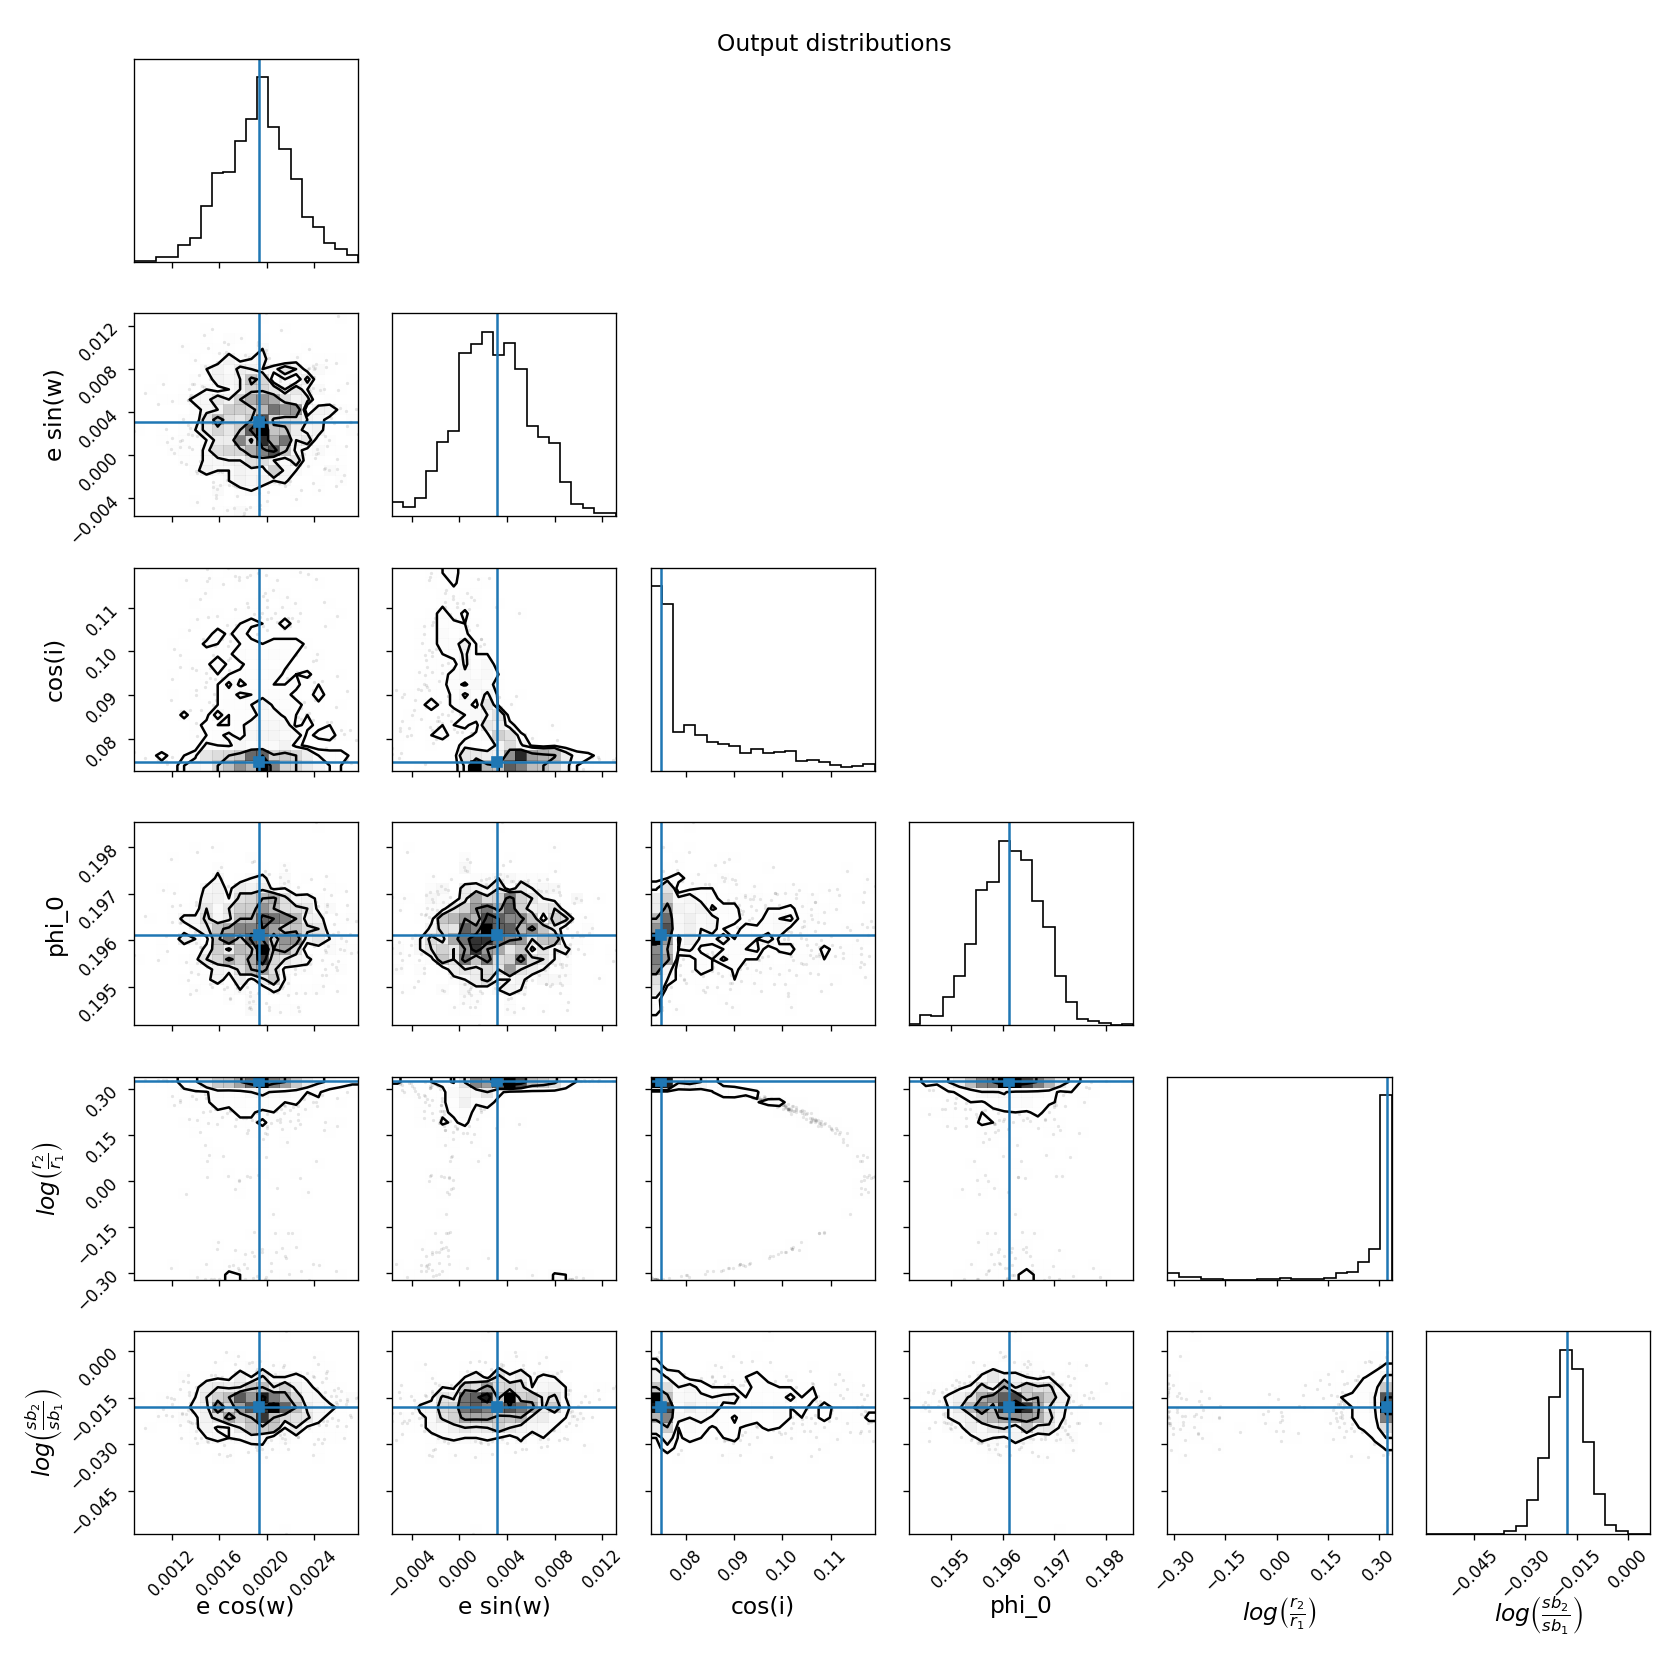 Output distributions
e sin(w)
0.012
0.008
0.004
0.000
−0.004
cos(i)
0.11
0.10
0.09
0.08
phi_0
0.198
0.197
0.196
0.195
log(r₂/r₁)
0.30
0.15
0.00
−0.15
−0.30
log(sb₂/sb₁)
0.000
−0.015
−0.030
−0.045
0.0012 0.0016 0.0020 0.0024
−0.004 0.000 0.004 0.008 0.012
0.08 0.09 0.10 0.11
0.195 0.196 0.197 0.198
−0.30 −0.15 0.00 0.15 0.30
−0.045 −0.030 −0.015 0.000
e cos(w)
e sin(w)
cos(i)
phi_0
log(r₂/r₁)
log(sb₂/sb₁)